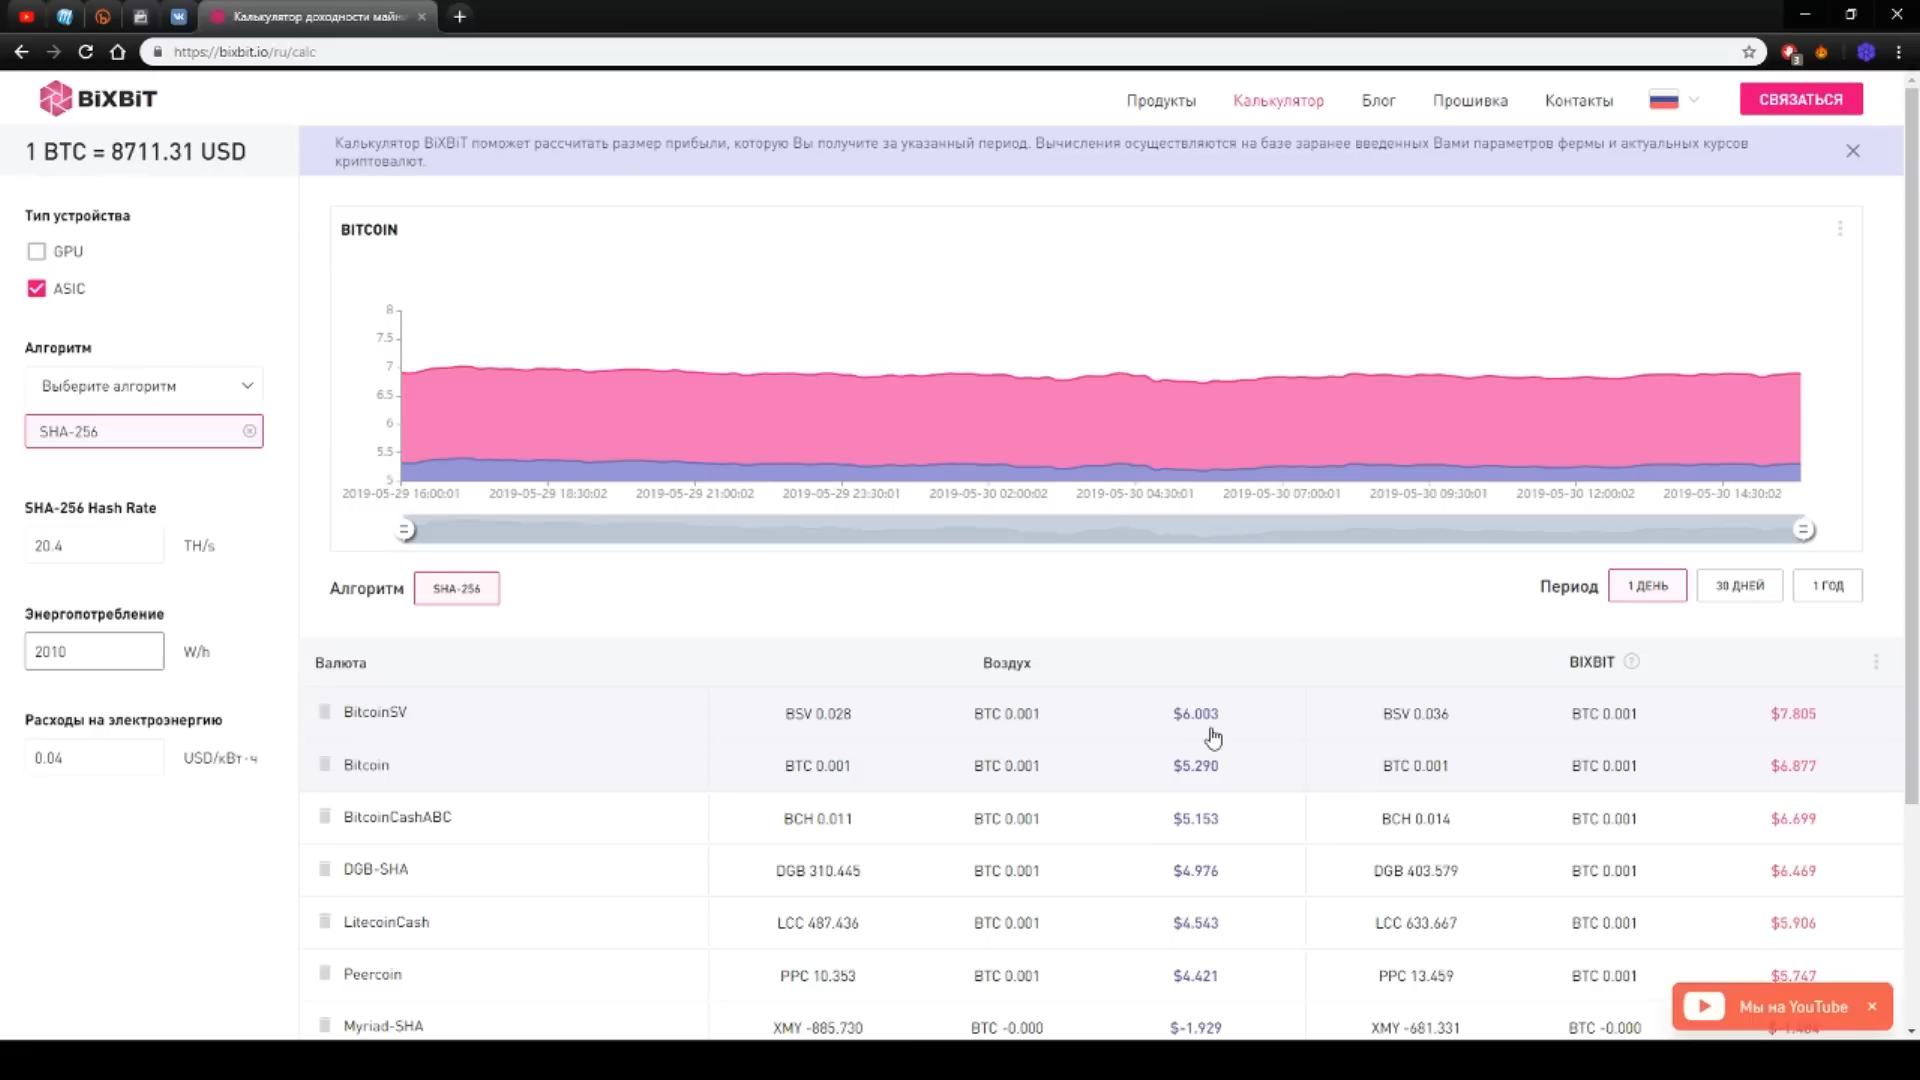 Калькулятор доходности майн
https://bixbit.io/ru/calc
3
BiXBiT
Продукты
Калькулятор
Блог
Прошивка
Контакты
СВЯЗАТЬСЯ
1 BTC = 8711.31 USD
Калькулятор BiXBiT поможет рассчитать размер прибыли, которую Вы получите за указанный период. Вычисления осуществляются на базе заранее введенных Вами параметров фермы и актуальных курсов
криптовалют.
Тип устройства
GPU
ASIC
Алгоритм
Выберите алгоритм
SHA-256
SHA-256 Hash Rate
20.4 TH/s
Энергопотребление
2010 W/h
Расходы на электроэнергию
0.04 USD/кВт·ч
BITCOIN
8
7.5
7
6.5
6
5.5
5
2019-05-29 16:00:01 2019-05-29 18:30:02 2019-05-29 21:00:02 2019-05-29 23:30:01 2019-05-30 02:00:02 2019-05-30 04:30:01 2019-05-30 07:00:01 2019-05-30 09:30:01 2019-05-30 12:00:02 2019-05-30 14:30:02
Алгоритм SHA-256
Период 1 ДЕНЬ 30 ДНЕЙ 1 ГОД
Валюта Воздух BIXBIT ?
BitcoinSV BSV 0.028 BTC 0.001 $6.003 BSV 0.036 BTC 0.001 $7.805
Bitcoin BTC 0.001 BTC 0.001 $5.290 BTC 0.001 BTC 0.001 $6.877
BitcoinCashABC BCH 0.011 BTC 0.001 $5.153 BCH 0.014 BTC 0.001 $6.699
DGB-SHA DGB 310.445 BTC 0.001 $4.976 DGB 403.579 BTC 0.001 $6.469
LitecoinCash LCC 487.436 BTC 0.001 $4.543 LCC 633.667 BTC 0.001 $5.906
Peercoin PPC 10.353 BTC 0.001 $4.421 PPC 13.459 BTC 0.001 $5.747
Myriad-SHA XMY -885.730 BTC -0.000 $-1.929 XMY -681.331 BTC -0.000
Мы на YouTube